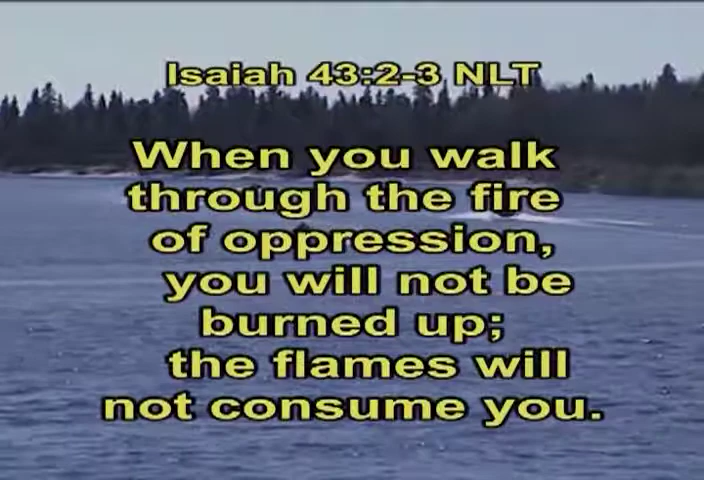 Isaiah 43:2-3 NLT
When you walk
through the fire
of oppression,
you will not be
burned up;
the flames will
not consume you.